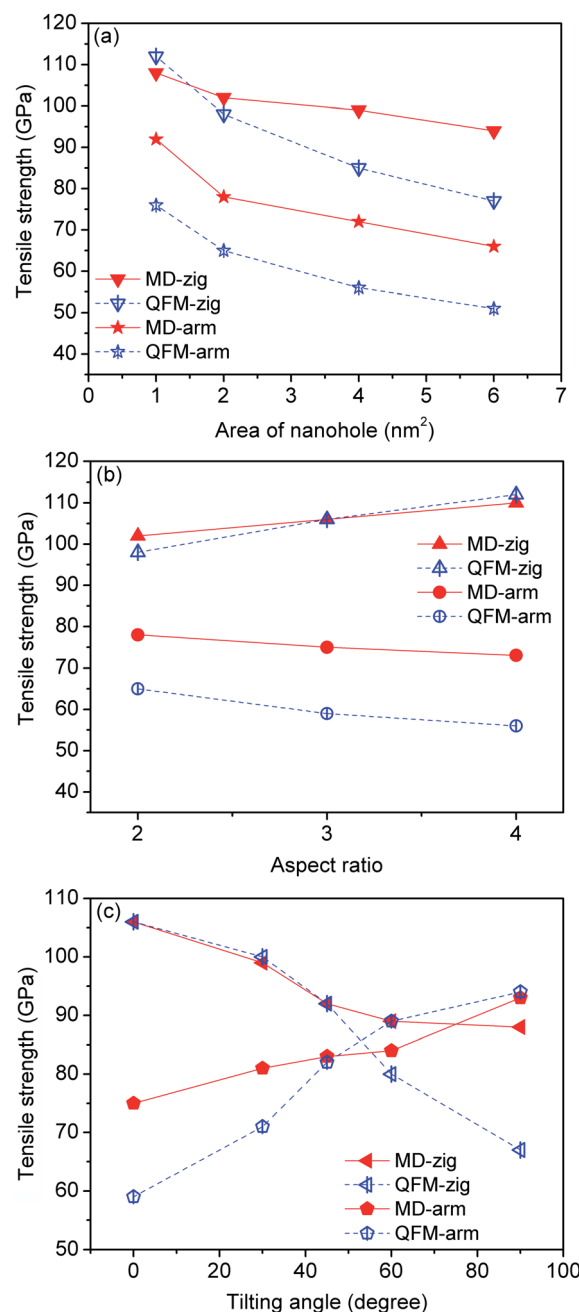 120
(a)
110
100
90
80
70
60
50
40
Tensile strength (GPa)
MD-zig
QFM-zig
MD-arm
QFM-arm
0 1 2 3 4 5 6 7
Area of nanohole (nm²)
120
(b)
110
100
90
80
70
60
50
40
Tensile strength (GPa)
MD-zig
QFM-zig
MD-arm
QFM-arm
2 3 4
Aspect ratio
110
(c)
100
90
80
70
60
50
Tensile strength (GPa)
MD-zig
QFM-zig
MD-arm
QFM-arm
0 20 40 60 80 100
Tilting angle (degree)